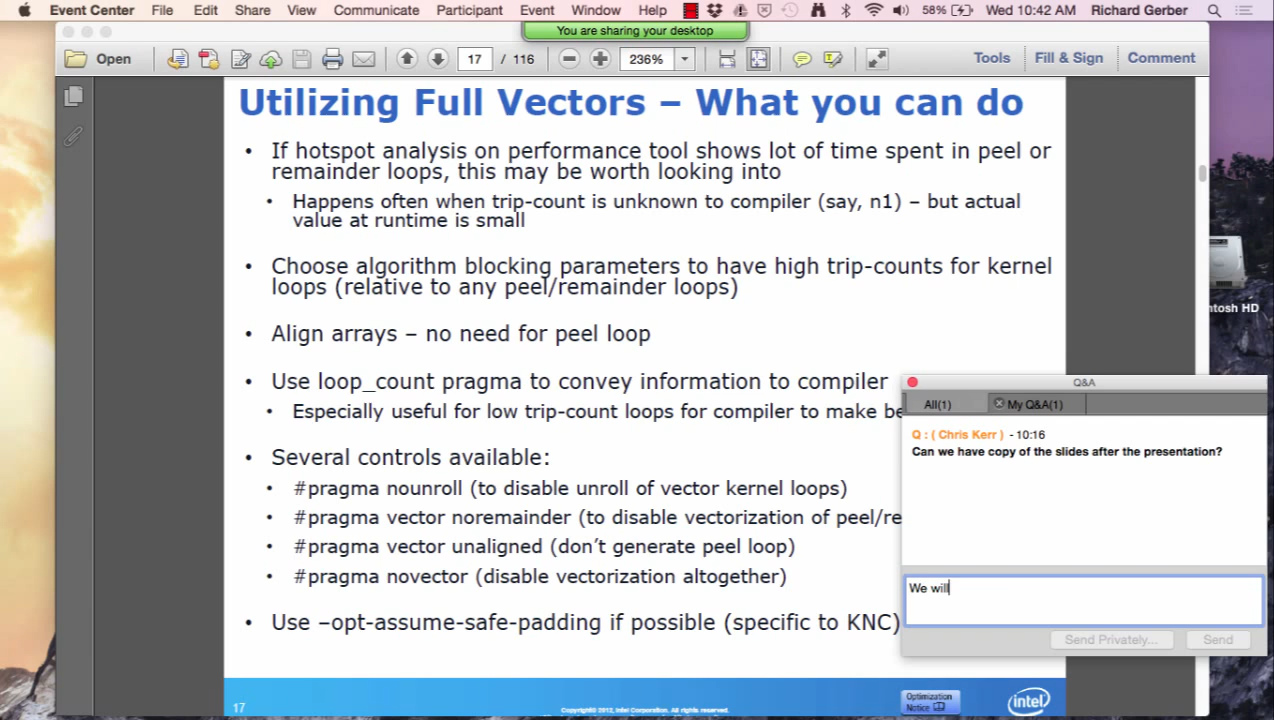 Event Center File Edit Share View Communicate Participant Event Window Help 58% Wed 10:42 AM Richard Gerber
You are sharing your desktop
Open 17 / 116 236% Tools Fill & Sign Comment
Utilizing Full Vectors – What you can do
• If hotspot analysis on performance tool shows lot of time spent in peel or
remainder loops, this may be worth looking into
• Happens often when trip-count is unknown to compiler (say, n1) – but actual
value at runtime is small
• Choose algorithm blocking parameters to have high trip-counts for kernel
loops (relative to any peel/remainder loops)
• Align arrays – no need for peel loop
• Use loop_count pragma to convey information to compiler
• Especially useful for low trip-count loops for compiler to make be
• Several controls available:
• #pragma nounroll (to disable unroll of vector kernel loops)
• #pragma vector noremainder (to disable vectorization of peel/re
• #pragma vector unaligned (don't generate peel loop)
• #pragma novector (disable vectorization altogether)
• Use –opt-assume-safe-padding if possible (specific to KNC)
17
Copyright© 2012, Intel Corporation. All rights reserved.
Optimization
Notice
intel
ntosh HD
Q&A
All(1) My Q&A(1)
Q : ( Chris Kerr ) - 10:16
Can we have copy of the slides after the presentation?
We will
Send Privately... Send